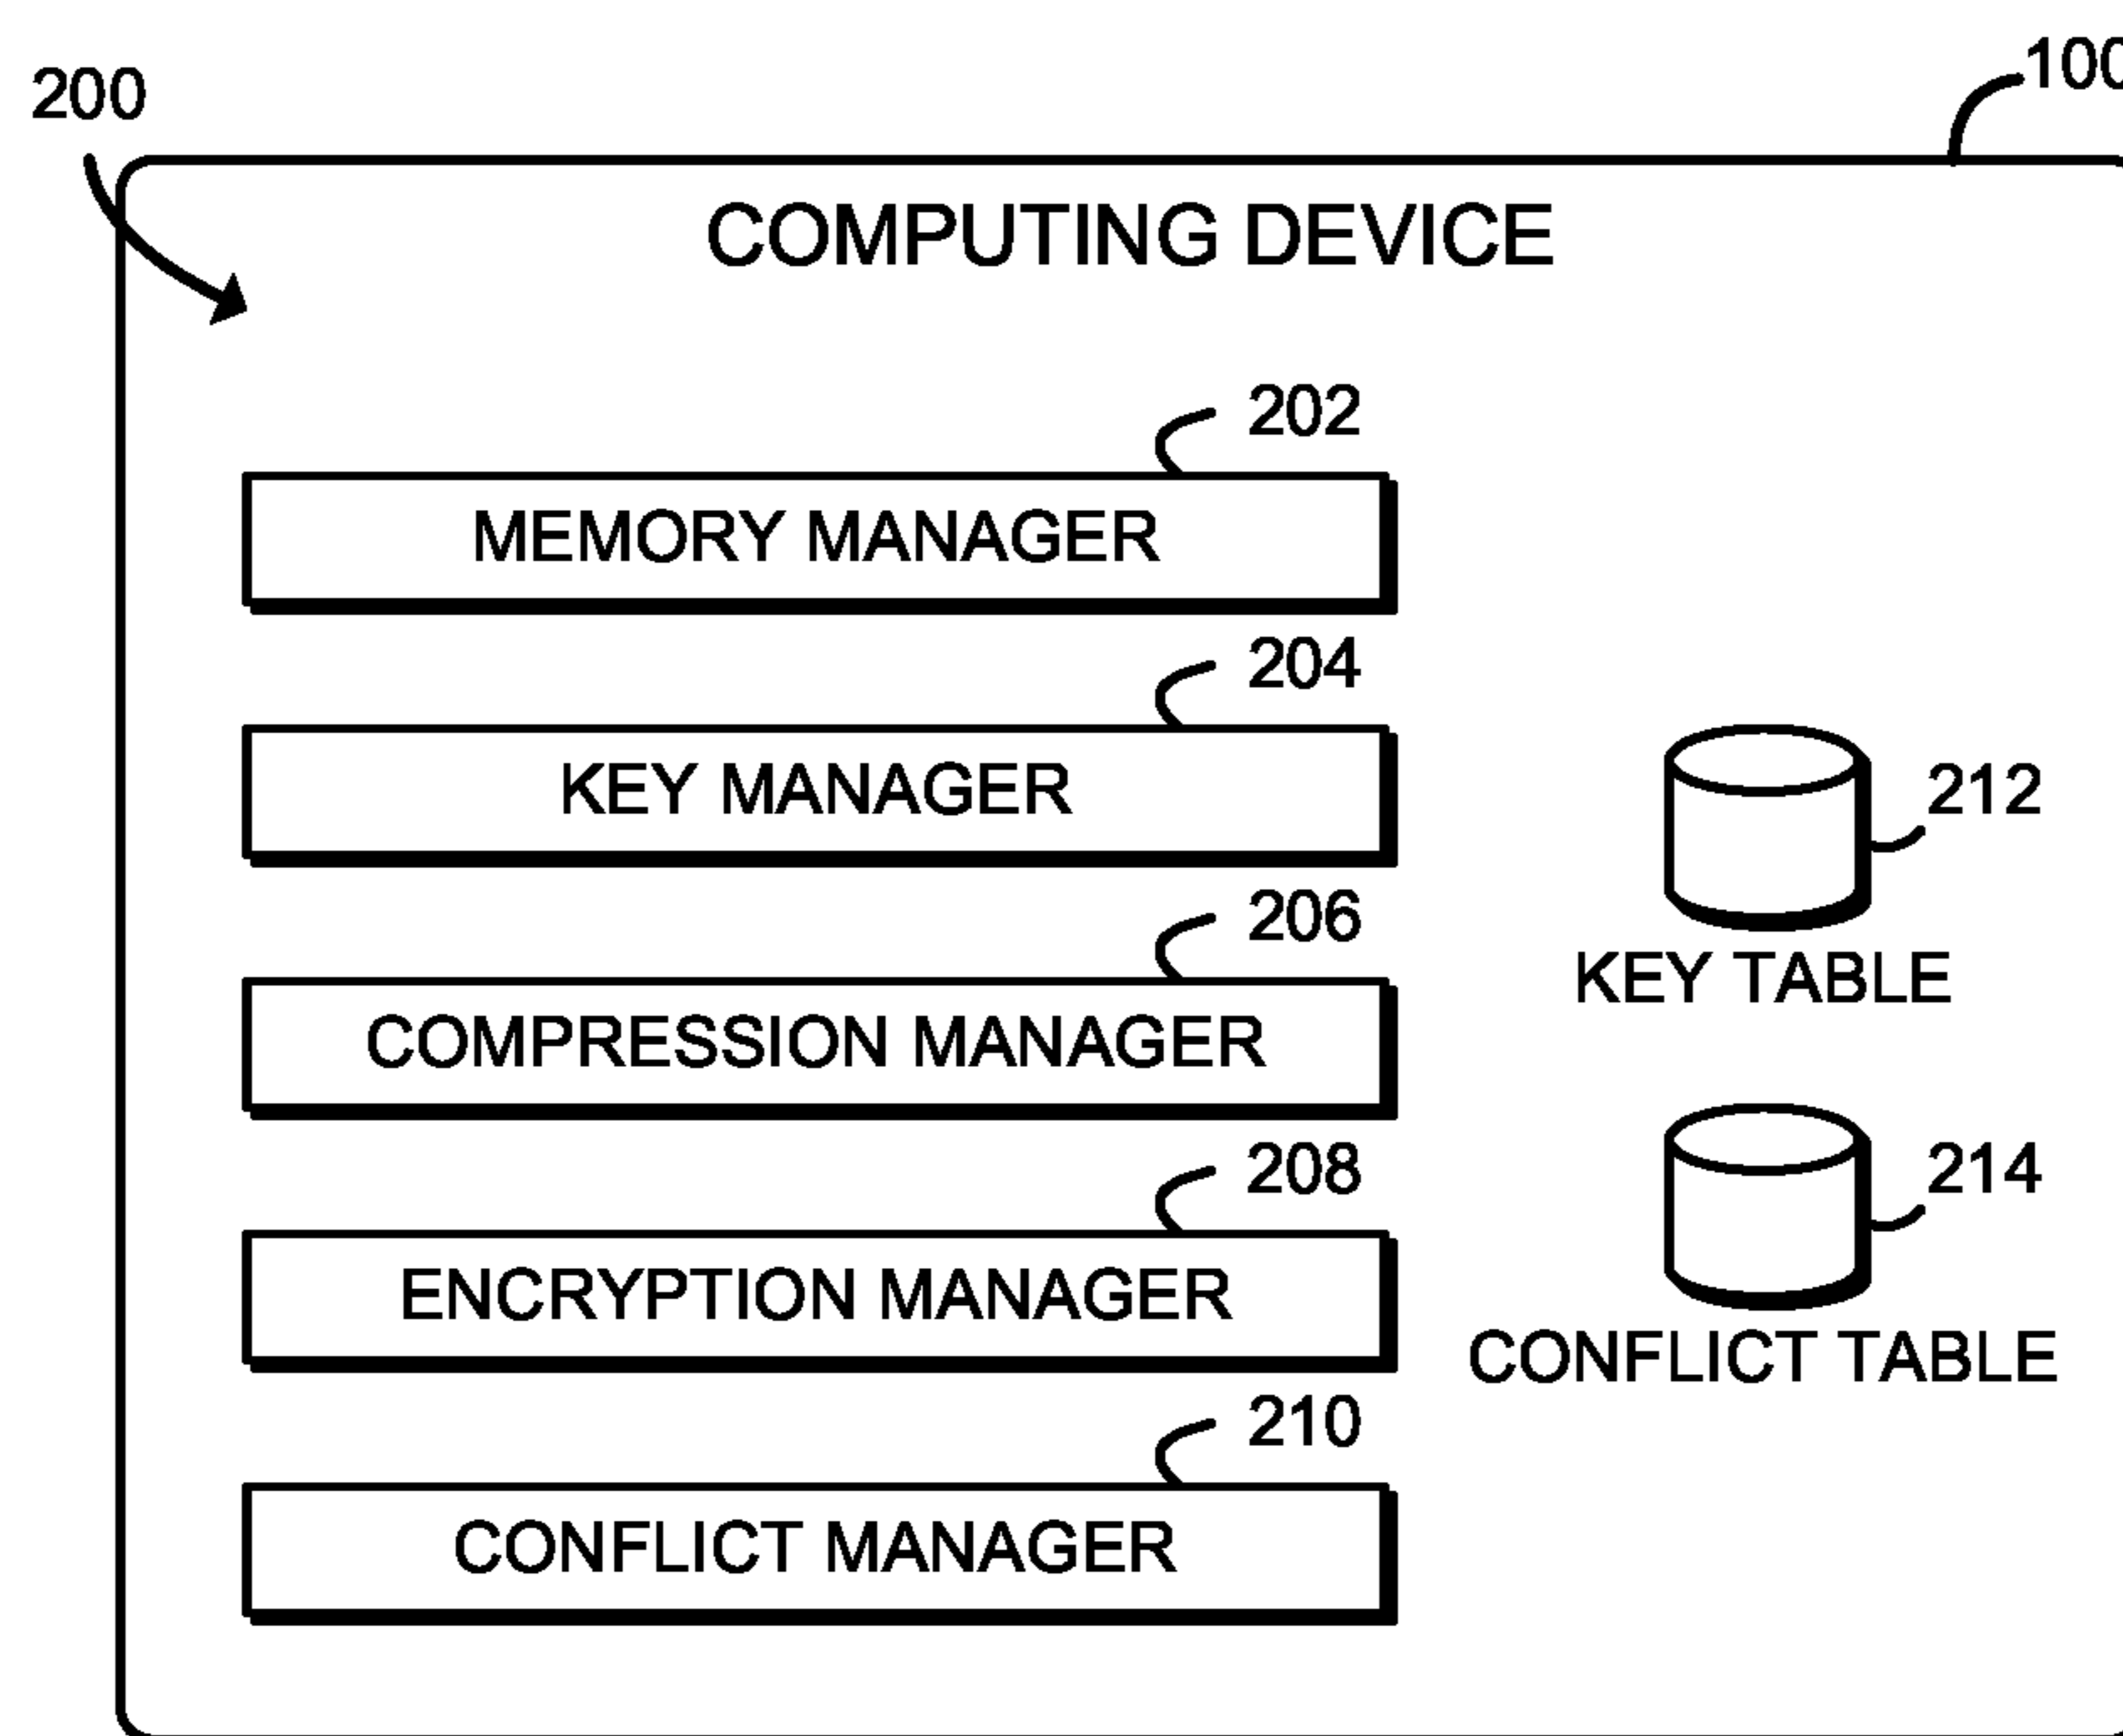 200
100
COMPUTING DEVICE
202
MEMORY MANAGER
204
KEY MANAGER
212
206
KEY TABLE
COMPRESSION MANAGER
208
214
ENCRYPTION MANAGER
CONFLICT TABLE
210
CONFLICT MANAGER